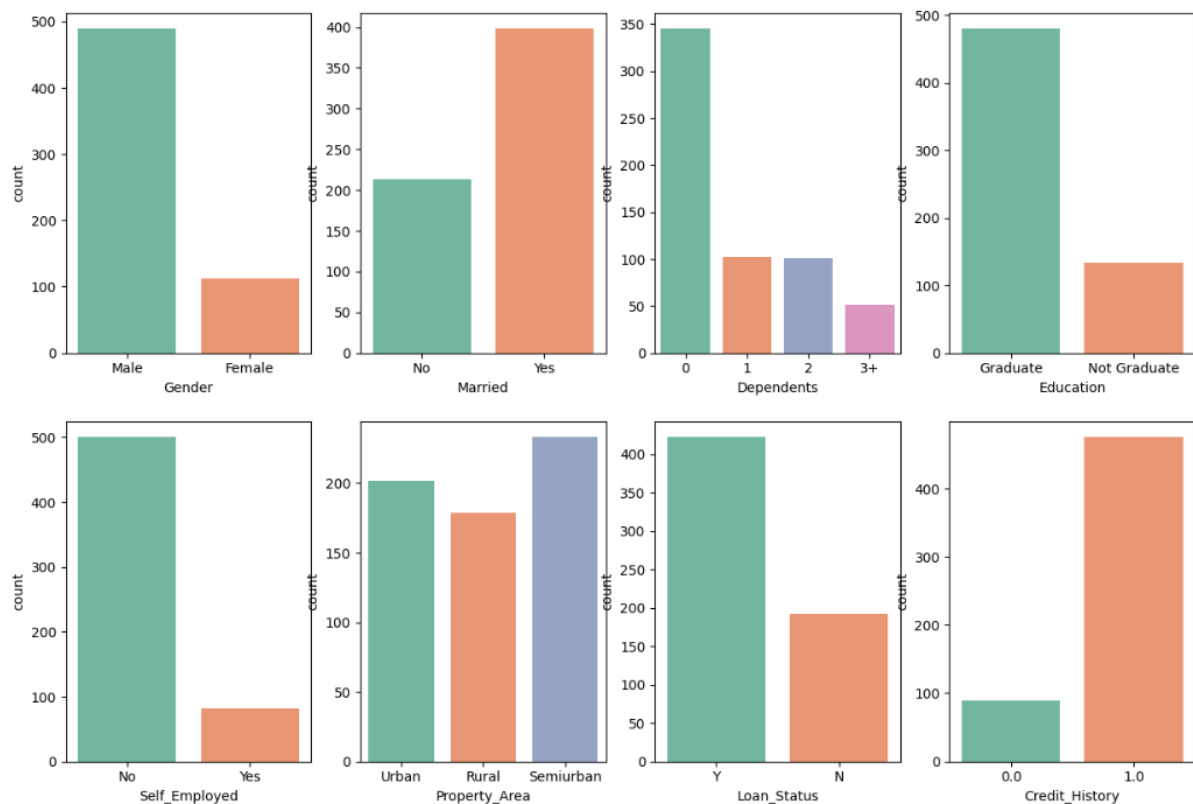 500
400
300
200
100
0
count
Male Female
Gender
400
350
300
250
200
150
100
50
0
count
No Yes
Married
350
300
250
200
150
100
50
0
count
0 1 2 3+
Dependents
500
400
300
200
100
0
count
Graduate Not Graduate
Education
500
400
300
200
100
0
count
No Yes
Self_Employed
200
150
100
50
0
count
Urban Rural Semiurban
Property_Area
400
350
300
250
200
150
100
50
0
count
Y N
Loan_Status
400
300
200
100
0
count
0.0 1.0
Credit_History